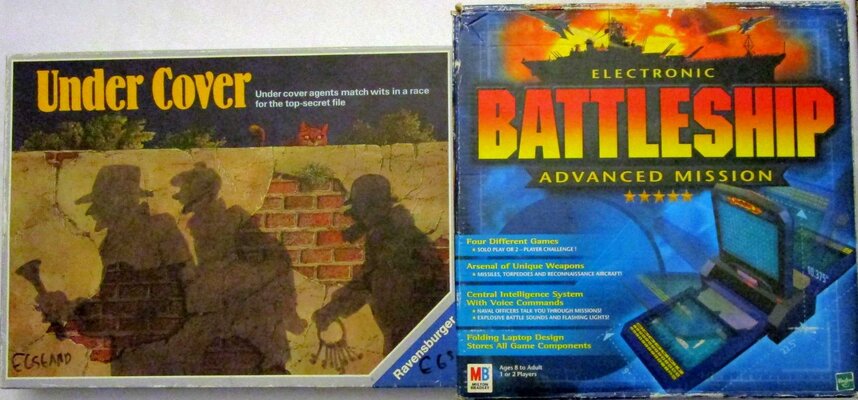 Under Cover
Under cover agents match wits in a race
for the top-secret file
EGSLAND
Ravensburger
EGS
ELECTRONIC
BATTLESHIP
ADVANCED MISSION
Four Different Games
★ SOLO PLAY OR 2–PLAYER CHALLENGE!
Arsenal of Unique Weapons
★ MISSILES, TORPEDOES AND RECONNAISSANCE AIRCRAFT!
Central Intelligence System
With Voice Commands
★ NAVAL OFFICERS TALK YOU THROUGH MISSIONS!
★ EXPLOSIVE BATTLE SOUNDS AND FLASHING LIGHTS!
Folding Laptop Design
Stores All Game Components
MB
MILTON
BRADLEY
Ages 8 to Adult
1 or 2 Players
Hasbro